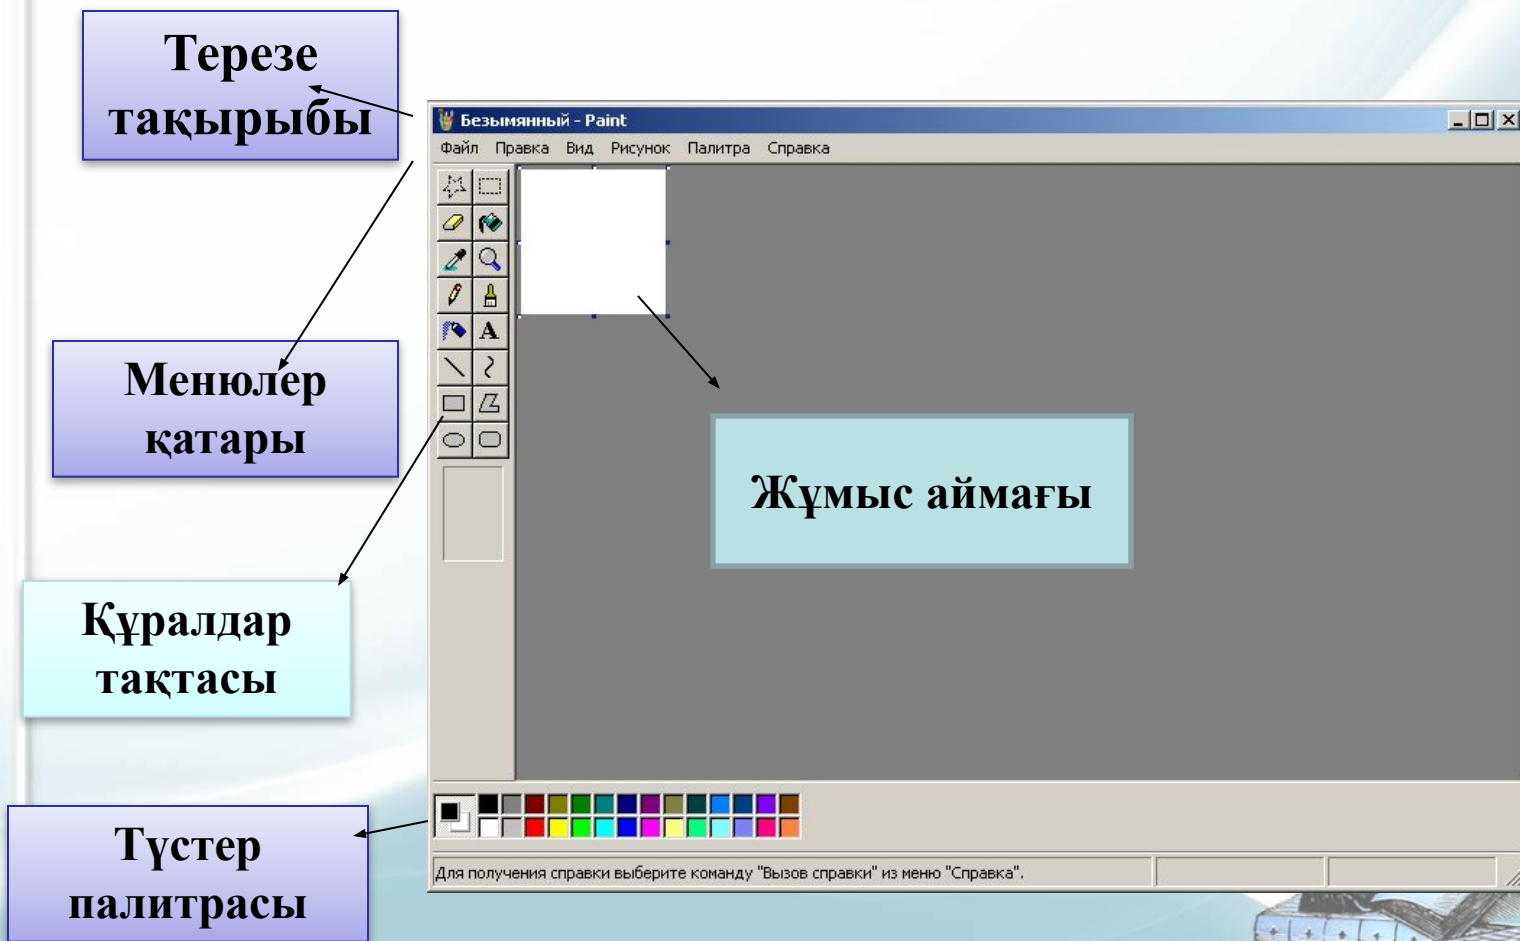 Терезе
тақырыбы
Безымянный - Paint
Файл Правка Вид Рисунок Палитра Справка
A
Менюлер
қатары
Жұмыс аймағы
Құралдар
тақтасы
Түстер
палитрасы
Для получения справки выберите команду "Вызов справки" из меню "Справка".